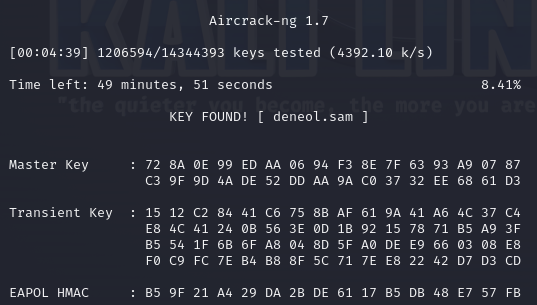 KALI LIN
Aircrack-ng 1.7
[00:04:39] 1206594/14344393 keys tested (4392.10 k/s)
Time left: 49 minutes, 51 seconds 8.41%
"the quieter you become, the more you are
KEY FOUND! [ deneol.sam ]
Master Key : 72 8A 0E 99 ED AA 06 94 F3 8E 7F 63 93 A9 07 87
C3 9F 9D 4A DE 52 DD AA 9A C0 37 32 EE 68 61 D3
Transient Key : 15 12 C2 84 41 C6 75 8B AF 61 9A 41 A6 4C 37 C4
E8 4C 41 24 0B 56 3E 0D 1B 92 15 78 71 B5 A9 3F
B5 54 1F 6B 6F A8 04 8D 5F A0 DE E9 66 03 08 E8
F0 C9 FC 7E B4 B8 8F 5C 71 7E E8 22 42 D7 D3 CD
EAPOL HMAC : B5 9F 21 A4 29 DA 2B DE 61 17 B5 DB 48 E7 57 FB